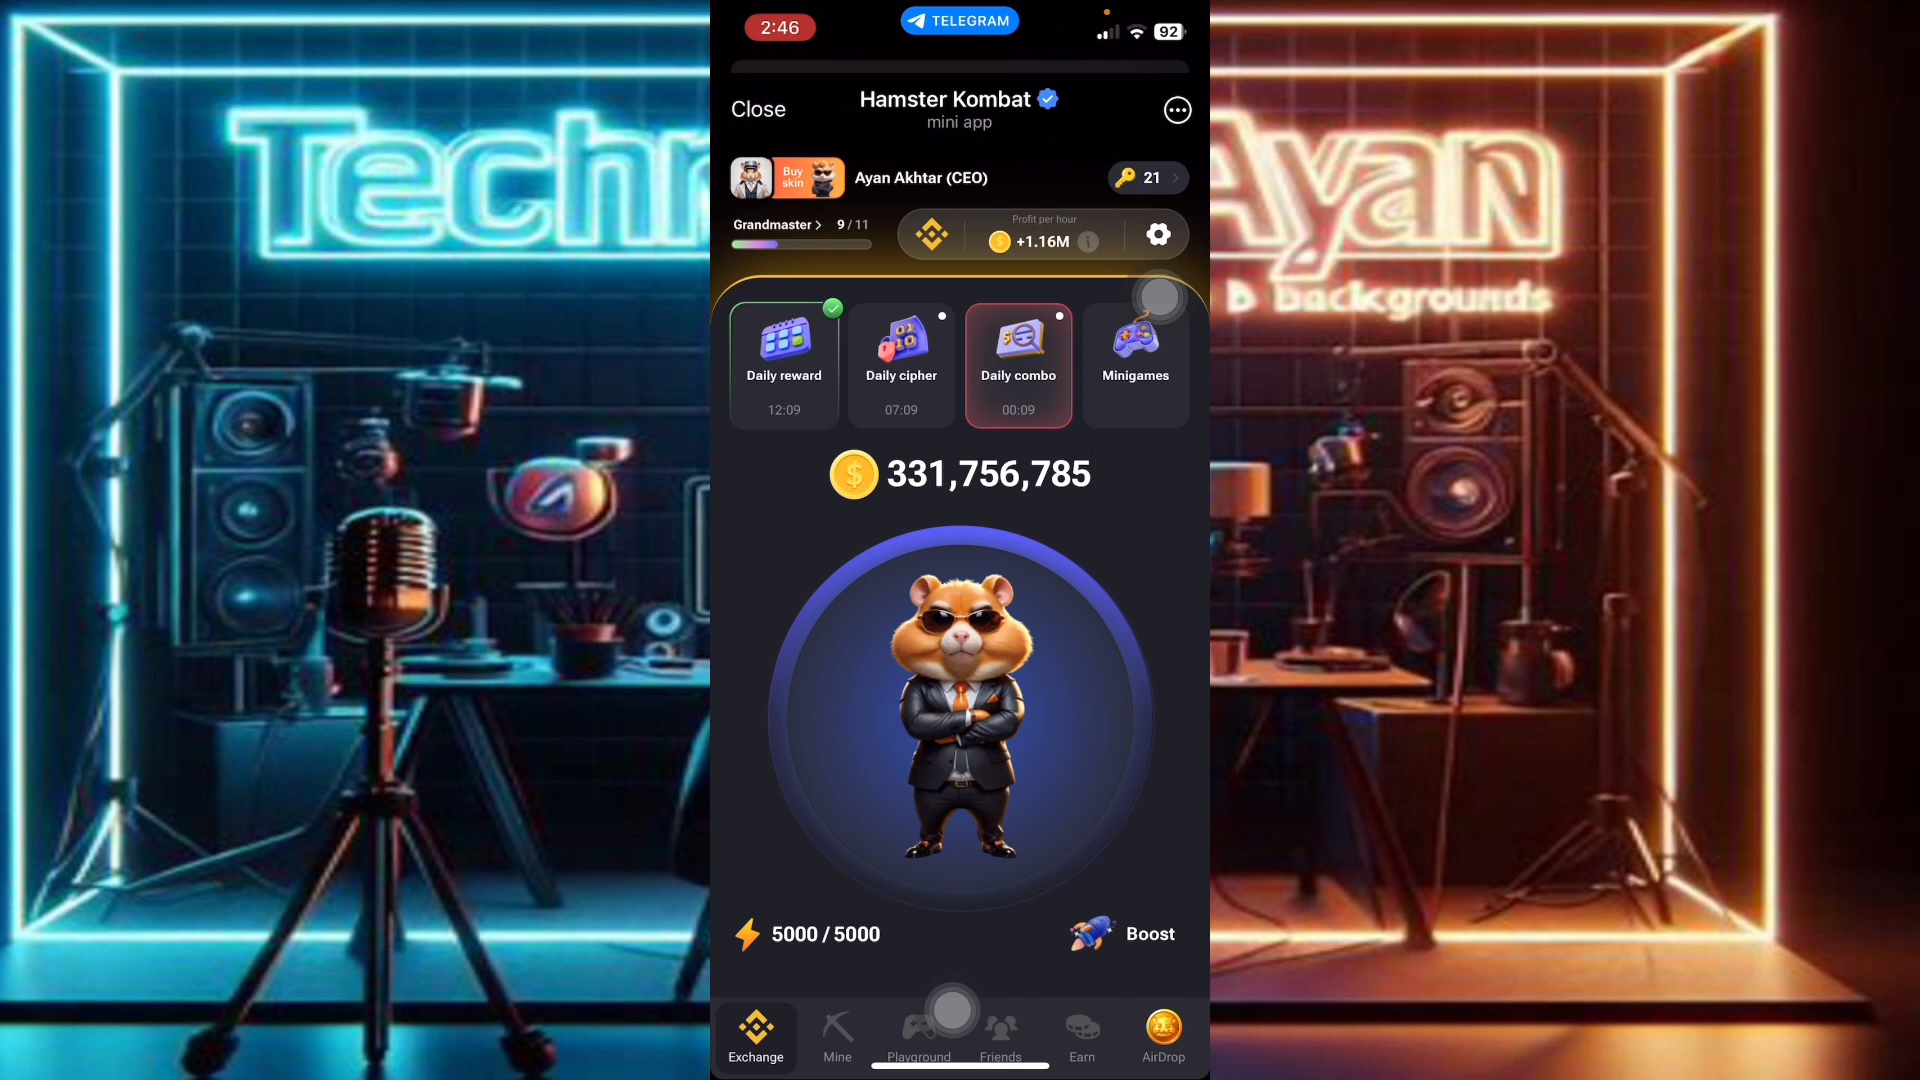 Techn
Ayan
b backgrounds
2:46
TELEGRAM
92
Close
Hamster Kombat
mini app
Buy
skin
Ayan Akhtar (CEO)
21
Grandmaster > 9 / 11
Profit per hour
+1.16M
Daily reward
12:09
01
10
Daily cipher
07:09
Daily combo
00:09
Minigames
331,756,785
5000 / 5000
Boost
Exchange
Mine
Playground
Friends
Earn
AirDrop